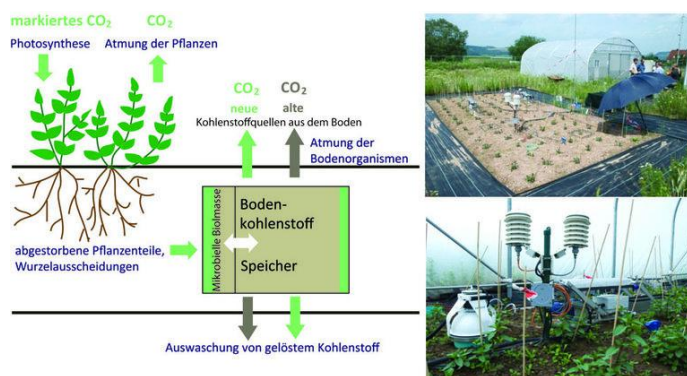 markiertes CO₂
CO₂
Photosynthese
Atmung der Pflanzen
CO₂
CO₂
neue
alte
Kohlenstoffquellen aus dem Boden
Atmung der
Bodenorganismen
Mikrobielle Biolmasse
Boden-
kohlenstoff
Speicher
abgestorbene Pflanzenteile,
Wurzelausscheidungen
Auswaschung von gelöstem Kohlenstoff